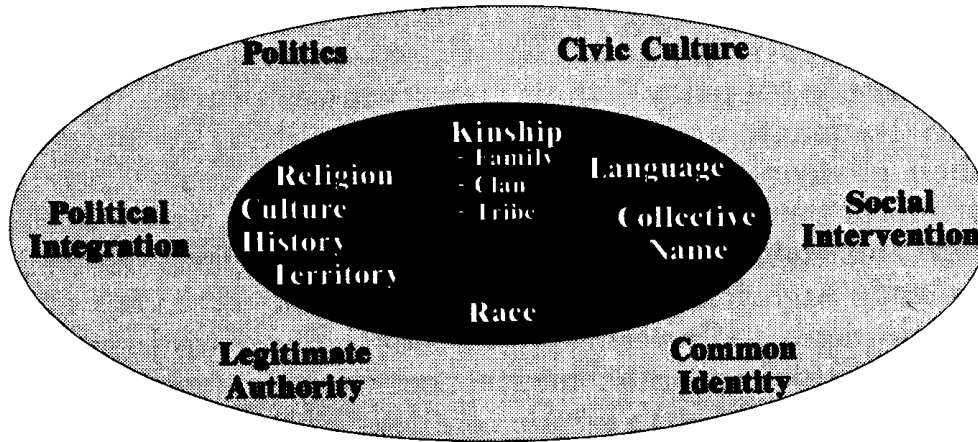 Politics
Civic Culture
Kinship
- Family
- Clan
- Tribe
Religion
Language
Culture
History
Territory
Collective
Name
Political
Integration
Social
Intervention
Race
Legitimate
Authority
Common
Identity